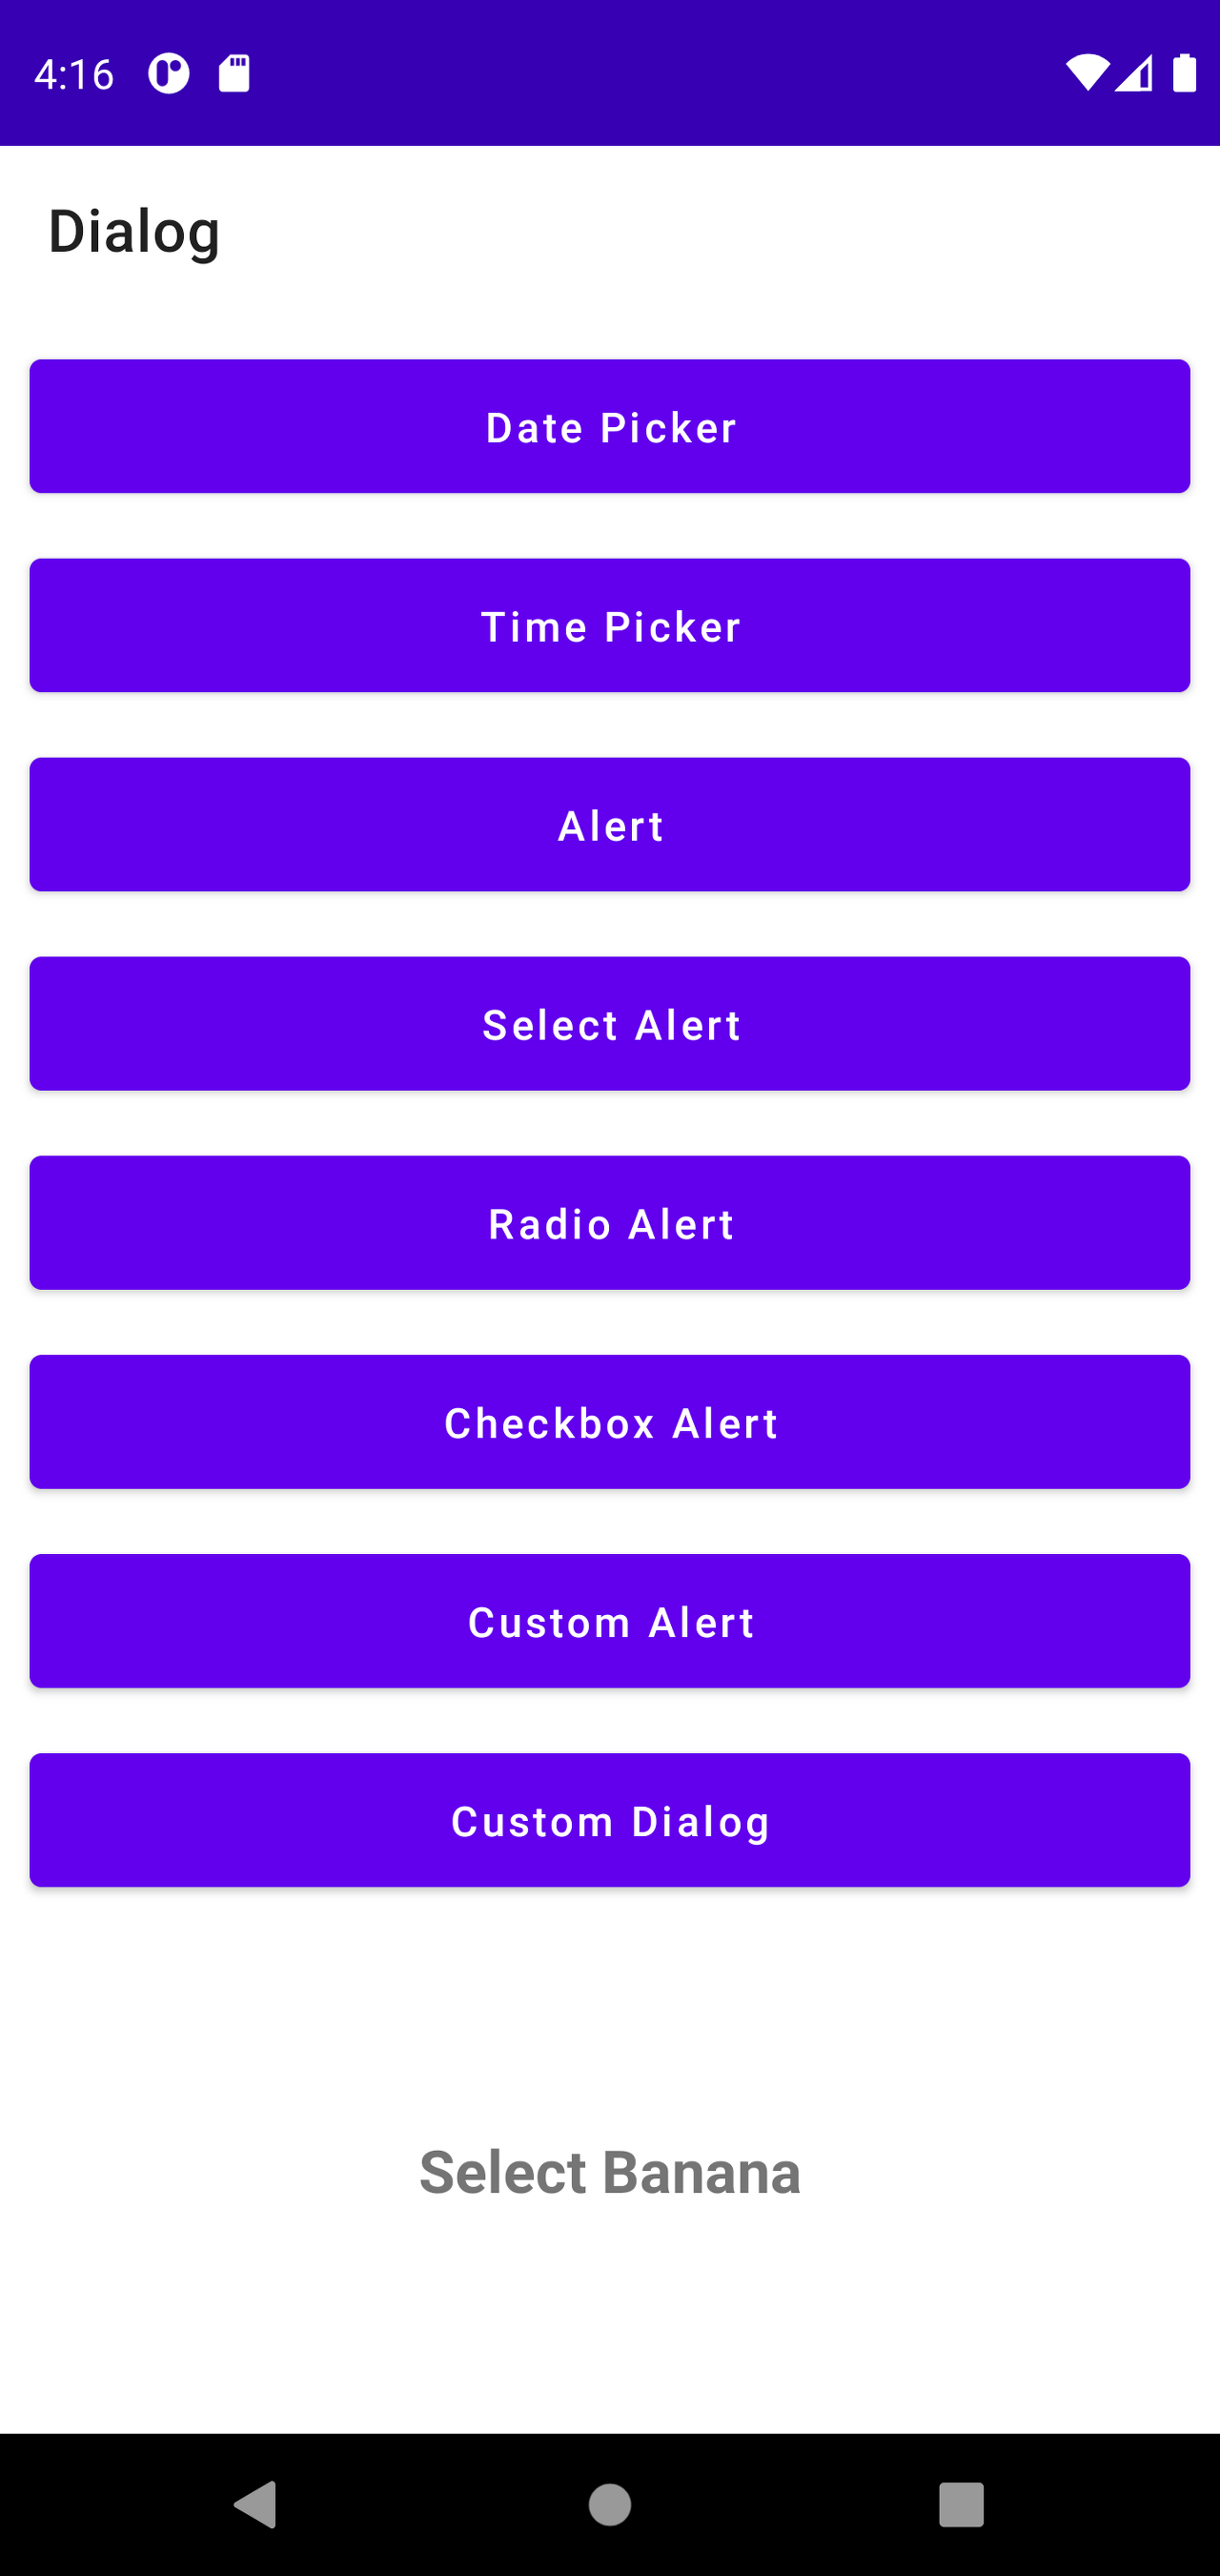 4:16
Dialog
Date Picker
Time Picker
Alert
Select Alert
Radio Alert
Checkbox Alert
Custom Alert
Custom Dialog
Select Banana